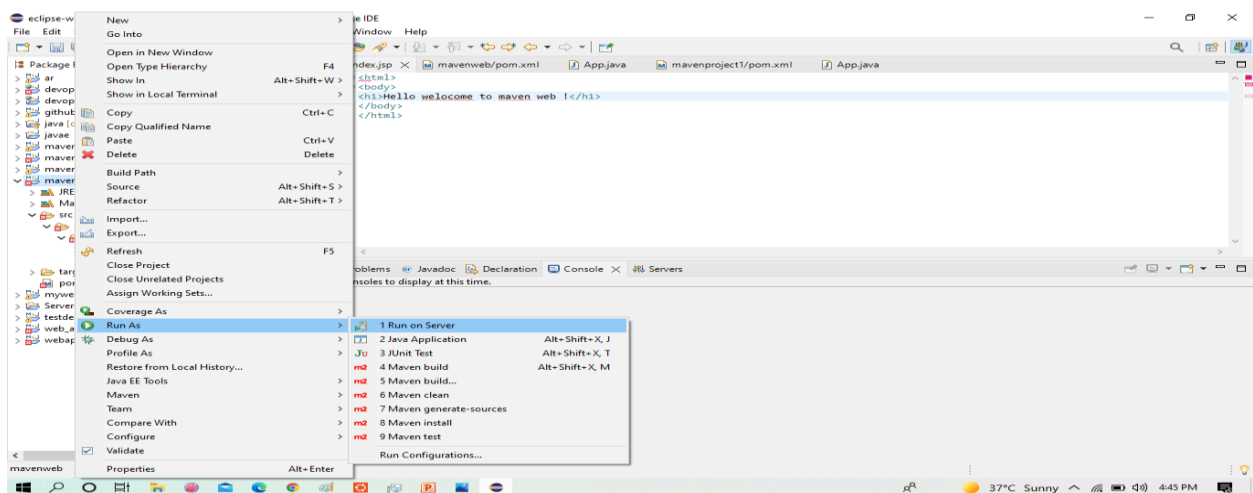 eclipse-w
se IDE
File Edit Window Help
Package
index.jsp mavenweb/pom.xml App.java mavenproject1/pom.xml App.java
ar
devop
devop
github
java [
javae
maven
maven
maven
maven
JRE
Ma
src
targ
po
mywe
Server
testde
web_a
webap
<html>
<body>
<h1>Hello welocome to maven web !</h1>
</body>
</html>
New
Go Into
Open in New Window
Open Type Hierarchy F4
Show In Alt+Shift+W >
Show in Local Terminal
Copy Ctrl+C
Copy Qualified Name
Paste Ctrl+V
Delete Delete
Build Path
Source Alt+Shift+S >
Refactor Alt+Shift+T >
Import...
Export...
Refresh F5
Close Project
Close Unrelated Projects
Assign Working Sets...
Coverage As
Run As
Debug As
Profile As
Restore from Local History...
Java EE Tools
Maven
Team
Compare With
Configure
Validate
Properties Alt+Enter
1 Run on Server
2 Java Application Alt+Shift+X, J
3 JUnit Test Alt+Shift+X, T
4 Maven build Alt+Shift+X, M
5 Maven build...
6 Maven clean
7 Maven generate-sources
8 Maven install
9 Maven test
Run Configurations...
oblems @ Javadoc Declaration Console Servers
nsoles to display at this time.
mavenweb
37°C Sunny 4:45 PM